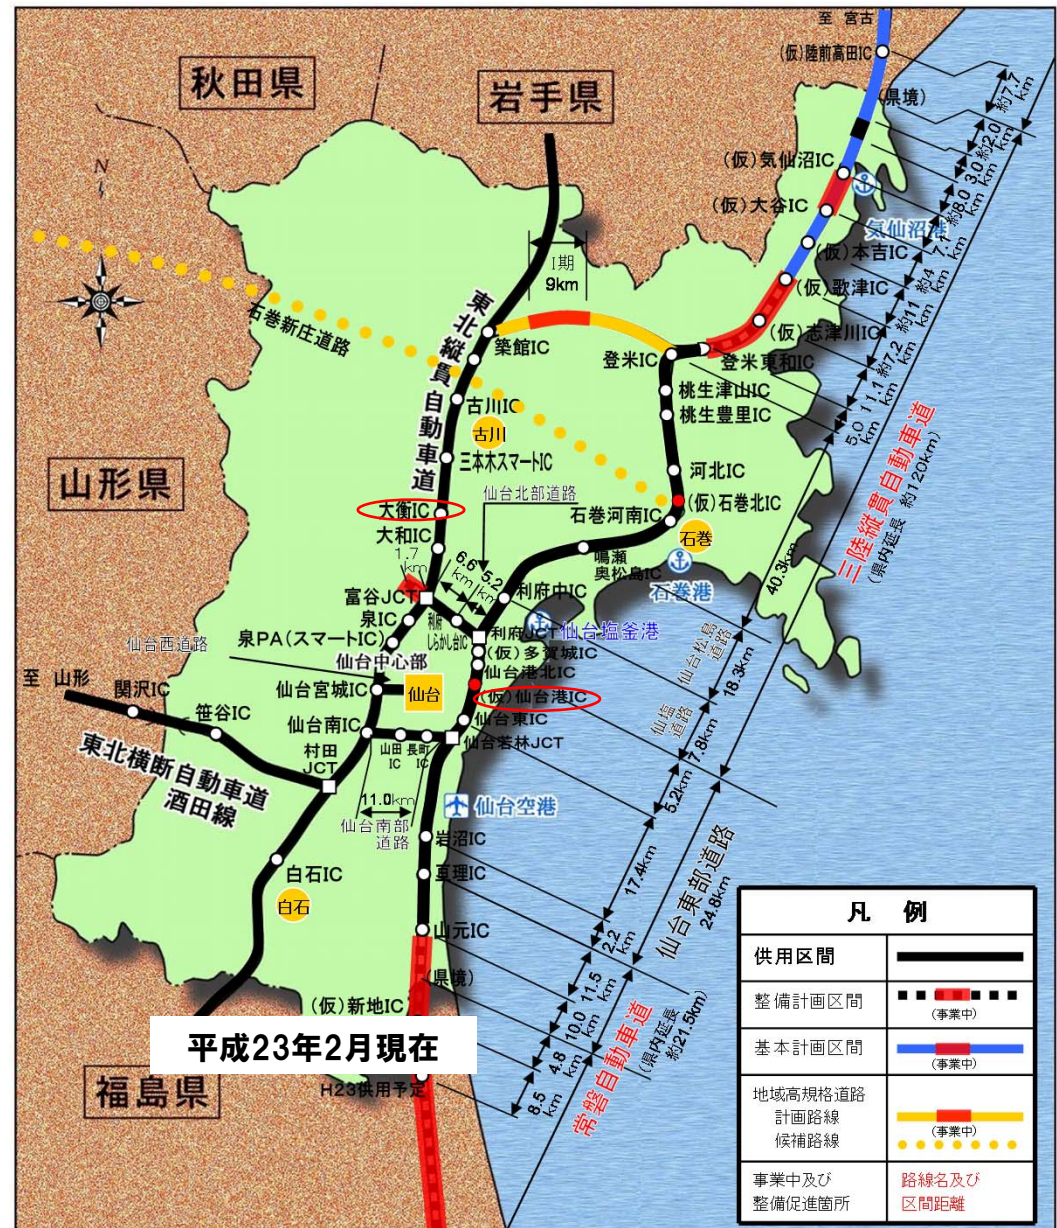 至 宮古
(仮)陸前高田IC
秋田県
岩手県
(県境)
約7.7km
約2.0km
3.0km
約8.0km
7.1km
約4km
約11km
約7.2km
11.1km
5.0km
N
(仮)気仙沼IC
(仮)大谷IC
気仙沼港
(仮)本吉IC
(仮)歌津IC
(仮)志津川IC
I期
9km
石巻新庄道路
東北縦貫自動車道
築館IC
登米IC
登米東和IC
桃生津山IC
桃生豊里IC
古川IC
古川
三本木スマートIC
河北IC
山形県
仙台北部道路
大衡IC
(仮)石巻北IC
石巻河南IC
石巻
大和IC
1.7km
6.6km
5.2km
鳴瀬奥松島IC
石巻港
三陸縦貫自動車道
(県内延長 約120km)
40.3km
富谷JCT
利府中IC
泉IC
利府しらかし台IC
利府JCT
仙台塩釜港
仙台西道路
泉PA(スマートIC)
(仮)多賀城IC
仙台港北IC
仙台松島道路
18.3km
仙台中心部
至 山形
関沢IC
仙台宮城IC
仙台
(仮)仙台港IC
笹谷IC
仙台南IC
仙台東IC
仙塩道路
7.8km
村田JCT
山田IC
長町IC
仙台若林JCT
5.2km
東北横断自動車道
酒田線
11.0km
仙台南部道路
仙台空港
岩沼IC
17.4km
仙台東部道路
24.8km
白石IC
亘理IC
白石
山元IC
2.2km
(県境)
11.5km
(仮)新地IC
10.0km
4.8km
8.5km
常磐自動車道
(県内延長 約21.5km)
平成23年2月現在
H23供用予定
福島県
凡 例
供用区間
整備計画区間
(事業中)
基本計画区間
(事業中)
地域高規格道路
計画路線
(事業中)
候補路線
事業中及び
整備促進箇所
路線名及び
区間距離